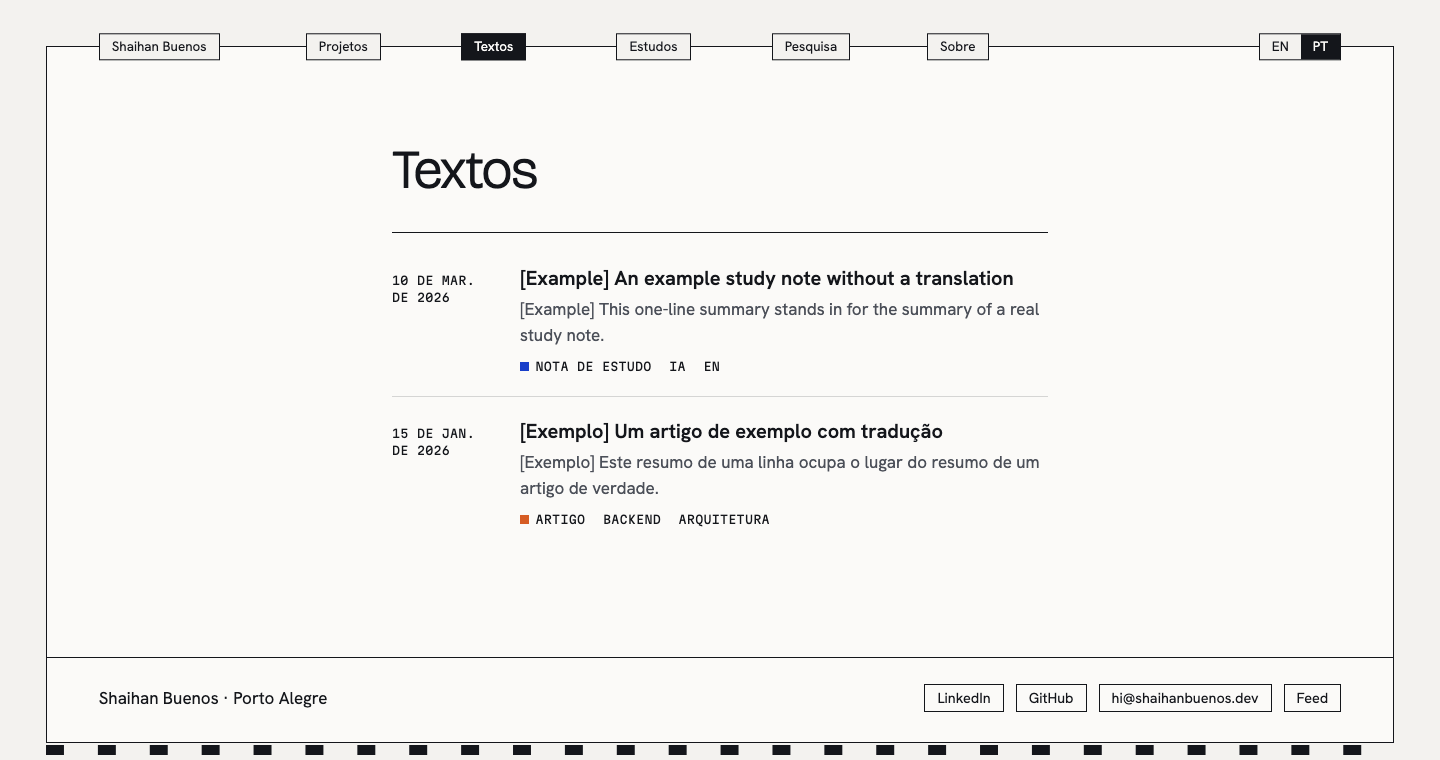 Shaihan Buenos
Projetos
Textos
Estudos
Pesquisa
Sobre
EN
PT
Textos
10 DE MAR.
DE 2026
[Example] An example study note without a translation
[Example] This one-line summary stands in for the summary of a real
study note.
NOTA DE ESTUDO IA EN
15 DE JAN.
DE 2026
[Exemplo] Um artigo de exemplo com tradução
[Exemplo] Este resumo de uma linha ocupa o lugar do resumo de um
artigo de verdade.
ARTIGO BACKEND ARQUITETURA
Shaihan Buenos · Porto Alegre
LinkedIn
GitHub
hi@shaihanbuenos.dev
Feed